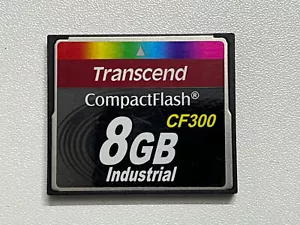 Transcend
CompactFlash®
CF300
8GB
Industrial